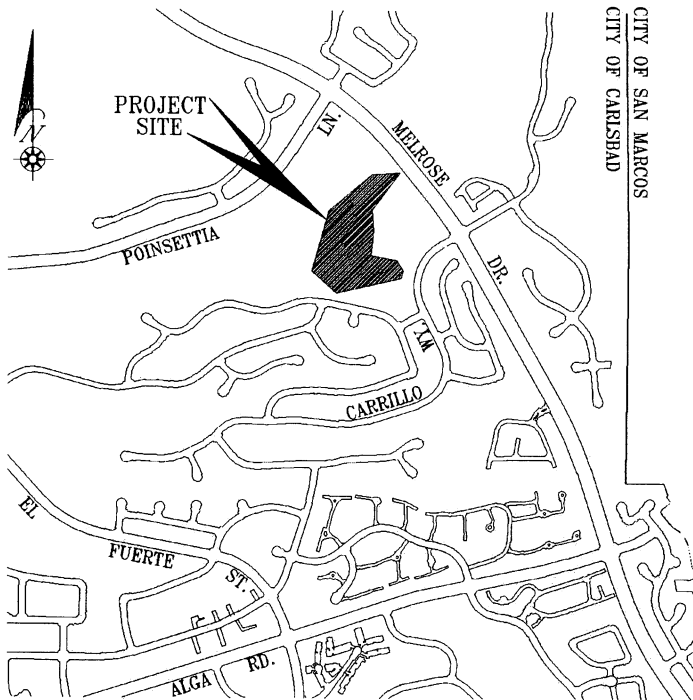 CITY OF SAN MARCOS
CITY OF CARLSBAD
N
PROJECT
SITE
LN.
MELROSE
POINSETTIA
DR.
WY.
CARRILLO
EL
FUERTE
ST.
ALGA
RD.